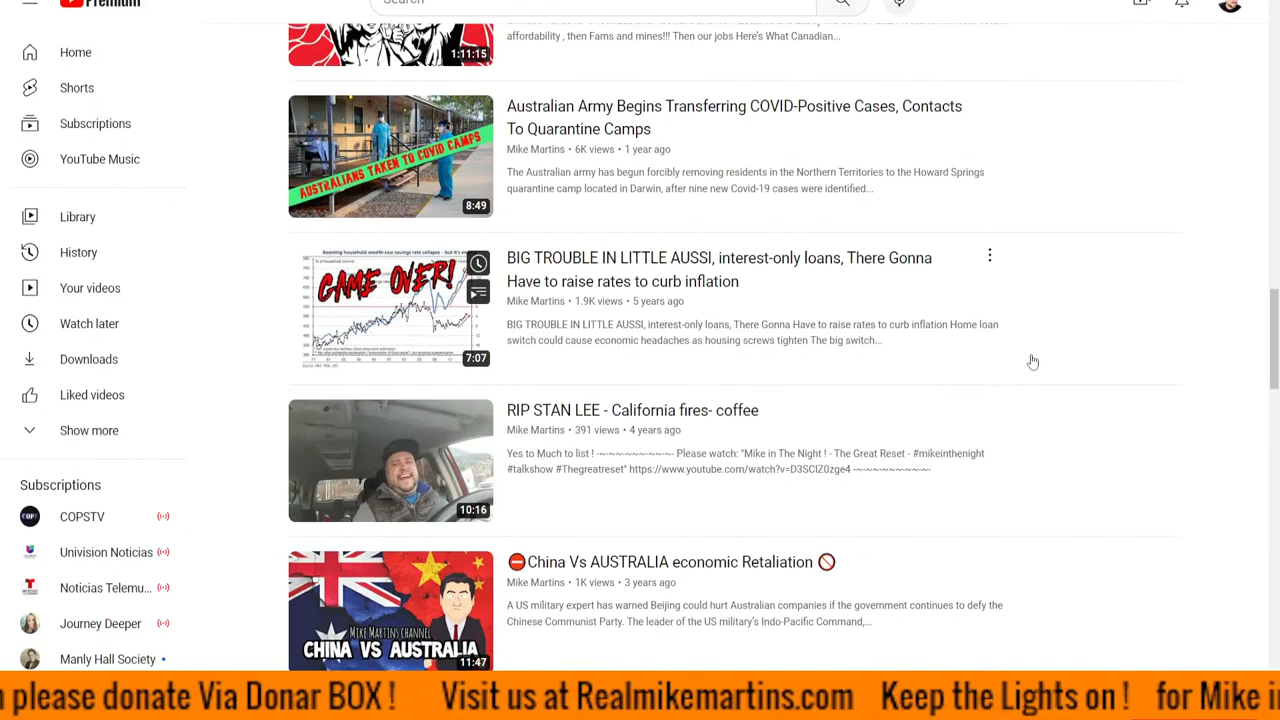 Premium
Search
affordability , then Fams and mines!!! Then our jobs Here's What Canadian...
1:11:15
Home
Shorts
Subscriptions
YouTube Music
Library
History
Your videos
Watch later
Downloads
Liked videos
Show more
Subscriptions
COPSTV
Univision Noticias
Noticias Telemu...
Journey Deeper
Manly Hall Society
AUSTRALIANS TAKEN TO COVID CAMPS
8:49
Australian Army Begins Transferring COVID-Positive Cases, Contacts
To Quarantine Camps
Mike Martins • 6K views • 1 year ago
The Australian army has begun forcibly removing residents in the Northern Territories to the Howard Springs
quarantine camp located in Darwin, after nine new Covid-19 cases were identified...
GAME OVER!
7:07
BIG TROUBLE IN LITTLE AUSSI, interest-only loans, There Gonna
Have to raise rates to curb inflation
Mike Martins • 1.9K views • 5 years ago
BIG TROUBLE IN LITTLE AUSSI, interest-only loans, There Gonna Have to raise rates to curb inflation Home loan
switch could cause economic headaches as housing screws tighten The big switch...
10:16
RIP STAN LEE - California fires- coffee
Mike Martins • 391 views • 4 years ago
Yes to Much to list ! -~-~~-~~~-~~-~- Please watch: "Mike in The Night ! - The Great Reset - #mikeinthenight
#talkshow #Thegreatreset" https://www.youtube.com/watch?v=D3SCIZ0zge4 -~-~~-~~~-~~-~-
MIKE MARTINS CHANNEL
CHINA VS AUSTRALIA
11:47
⛔China Vs AUSTRALIA economic Retaliation 🚫
Mike Martins • 1K views • 3 years ago
A US military expert has warned Beijing could hurt Australian companies if the government continues to defy the
Chinese Communist Party. The leader of the US military's Indo-Pacific Command,...
please donate Via Donar BOX ! Visit us at Realmikemartins.com Keep the Lights on ! for Mike i